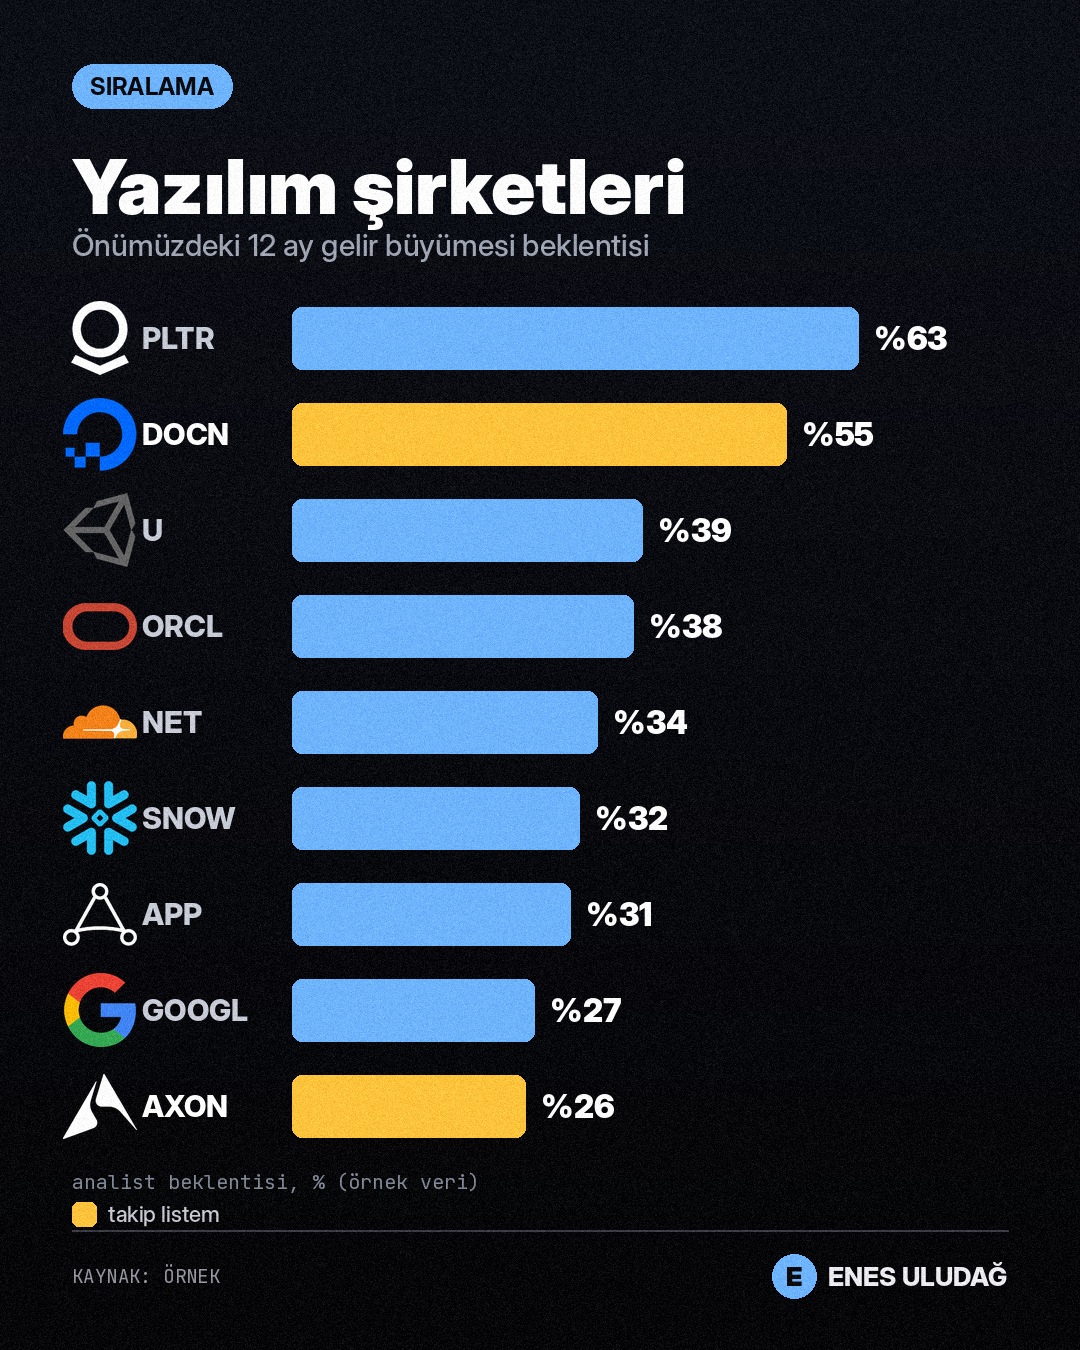 SIRALAMA
Yazılım şirketleri
Önümüzdeki 12 ay gelir büyümesi beklentisi
PLTR %63
DOCN %55
U %39
ORCL %38
NET %34
SNOW %32
APP %31
GOOGL %27
AXON %26
analist beklentisi, % (örnek veri)
takip listem
KAYNAK: ÖRNEK
E ENES ULUDAĞ